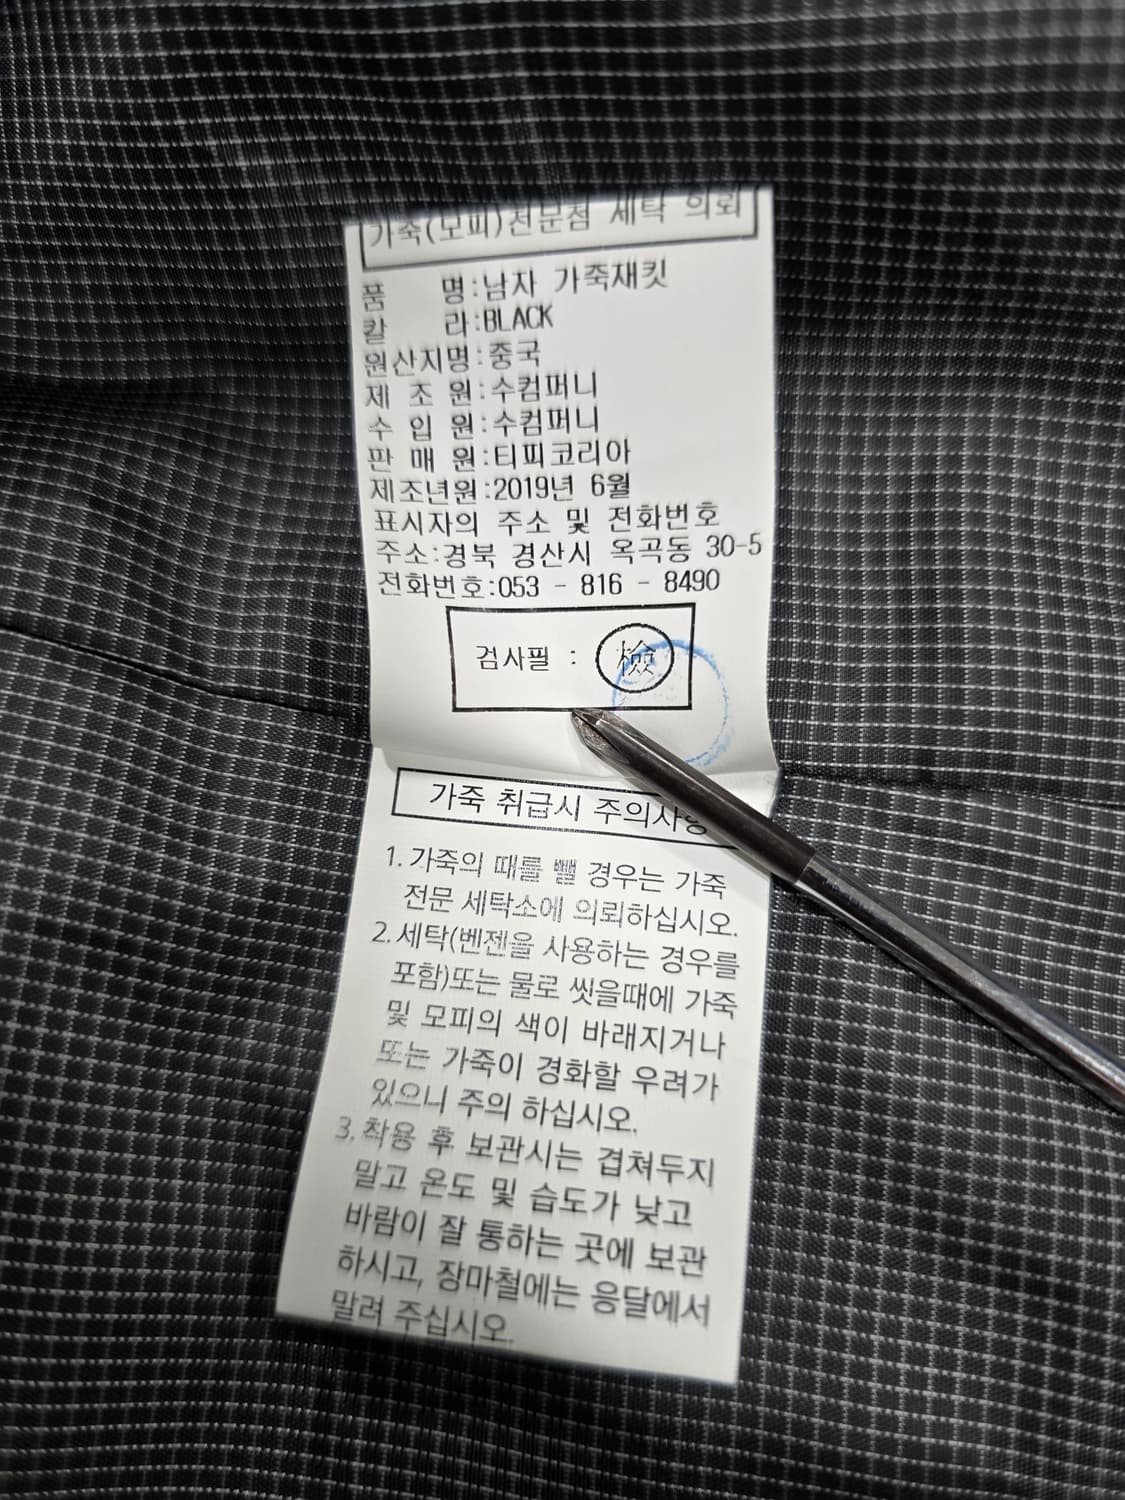 가죽(모피)전문점 세탁 의뢰
품 명:남자 가죽재킷
칼 라:BLACK
원산지명:중국
제 조 원:수컴퍼니
수 입 원:수컴퍼니
판 매 원:티피코리아
제조년원:2019년 6월
표시자의 주소 및 전화번호
주소:경북 경산시 옥곡동 30-5
전화번호:053 - 816 - 8490
검사필 : 檢
가죽 취급시 주의사항
1. 가죽의 때를 뺄 경우는 가죽
전문 세탁소에 의뢰하십시오.
2. 세탁(벤젠을 사용하는 경우를
포함)또는 물로 씻을때에 가죽
및 모피의 색이 바래지거나
또는 가죽이 경화할 우려가
있으니 주의 하십시오.
3. 착용 후 보관시는 겹쳐두지
말고 온도 및 습도가 낮고
바람이 잘 통하는 곳에 보관
하시고, 장마철에는 응달에서
말려 주십시오.